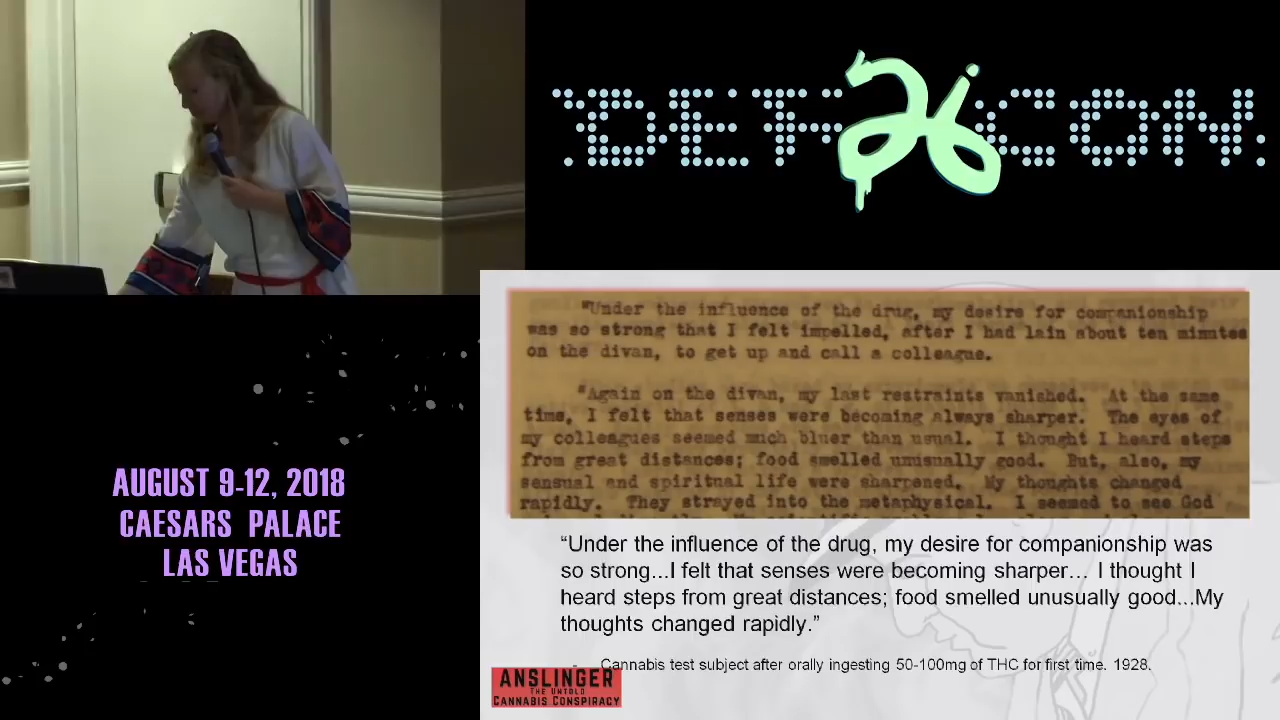 DEF 26 CON
AUGUST 9-12, 2018
CAESARS PALACE
LAS VEGAS
"Under the influence of the drug, my desire for companionship
was so strong that I felt impelled, after I had lain about ten minutes
on the divan, to get up and call a colleague.
"Again on the divan, my last restraints vanished. At the same
time, I felt that senses were becoming always sharper. The eyes of
my colleagues seemed much bluer than usual. I thought I heard steps
from great distances; food smelled unusually good. But, also, my
sensual and spiritual life were sharpened. My thoughts changed
rapidly. They strayed into the metaphysical. I seemed to see God
“Under the influence of the drug, my desire for companionship was
so strong...I felt that senses were becoming sharper... I thought I
heard steps from great distances; food smelled unusually good...My
thoughts changed rapidly.”
- Cannabis test subject after orally ingesting 50-100mg of THC for first time. 1928.
ANSLINGER
THE UNTOLD
CANNABIS CONSPIRACY